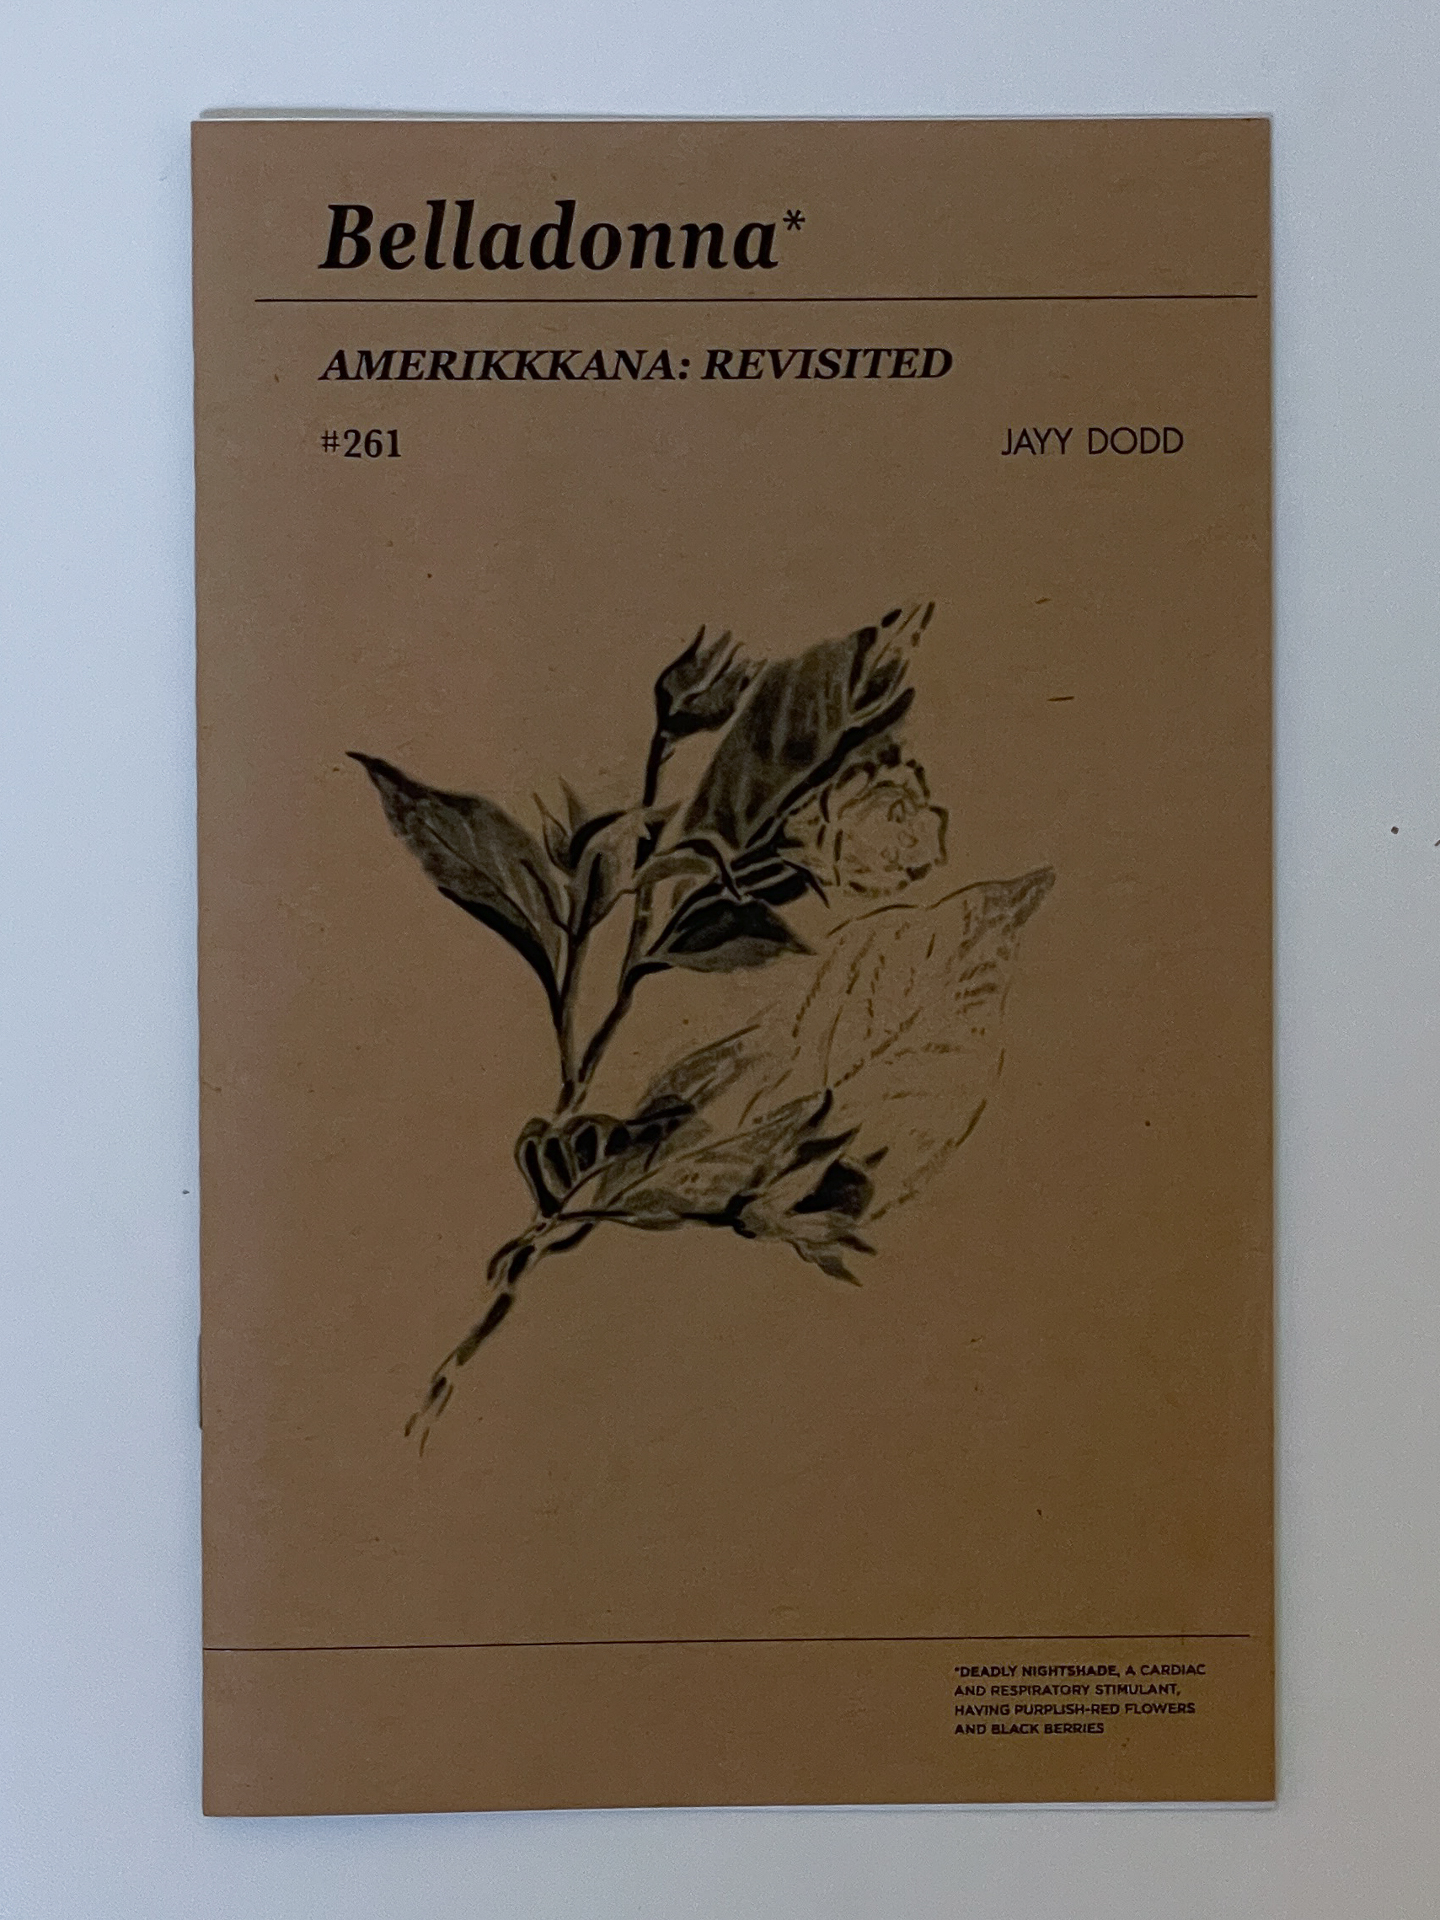 Belladonna*
AMERIKKKANA: REVISITED
#261 JAYY DODD
*DEADLY NIGHTSHADE, A CARDIAC
AND RESPIRATORY STIMULANT,
HAVING PURPLISH-RED FLOWERS
AND BLACK BERRIES